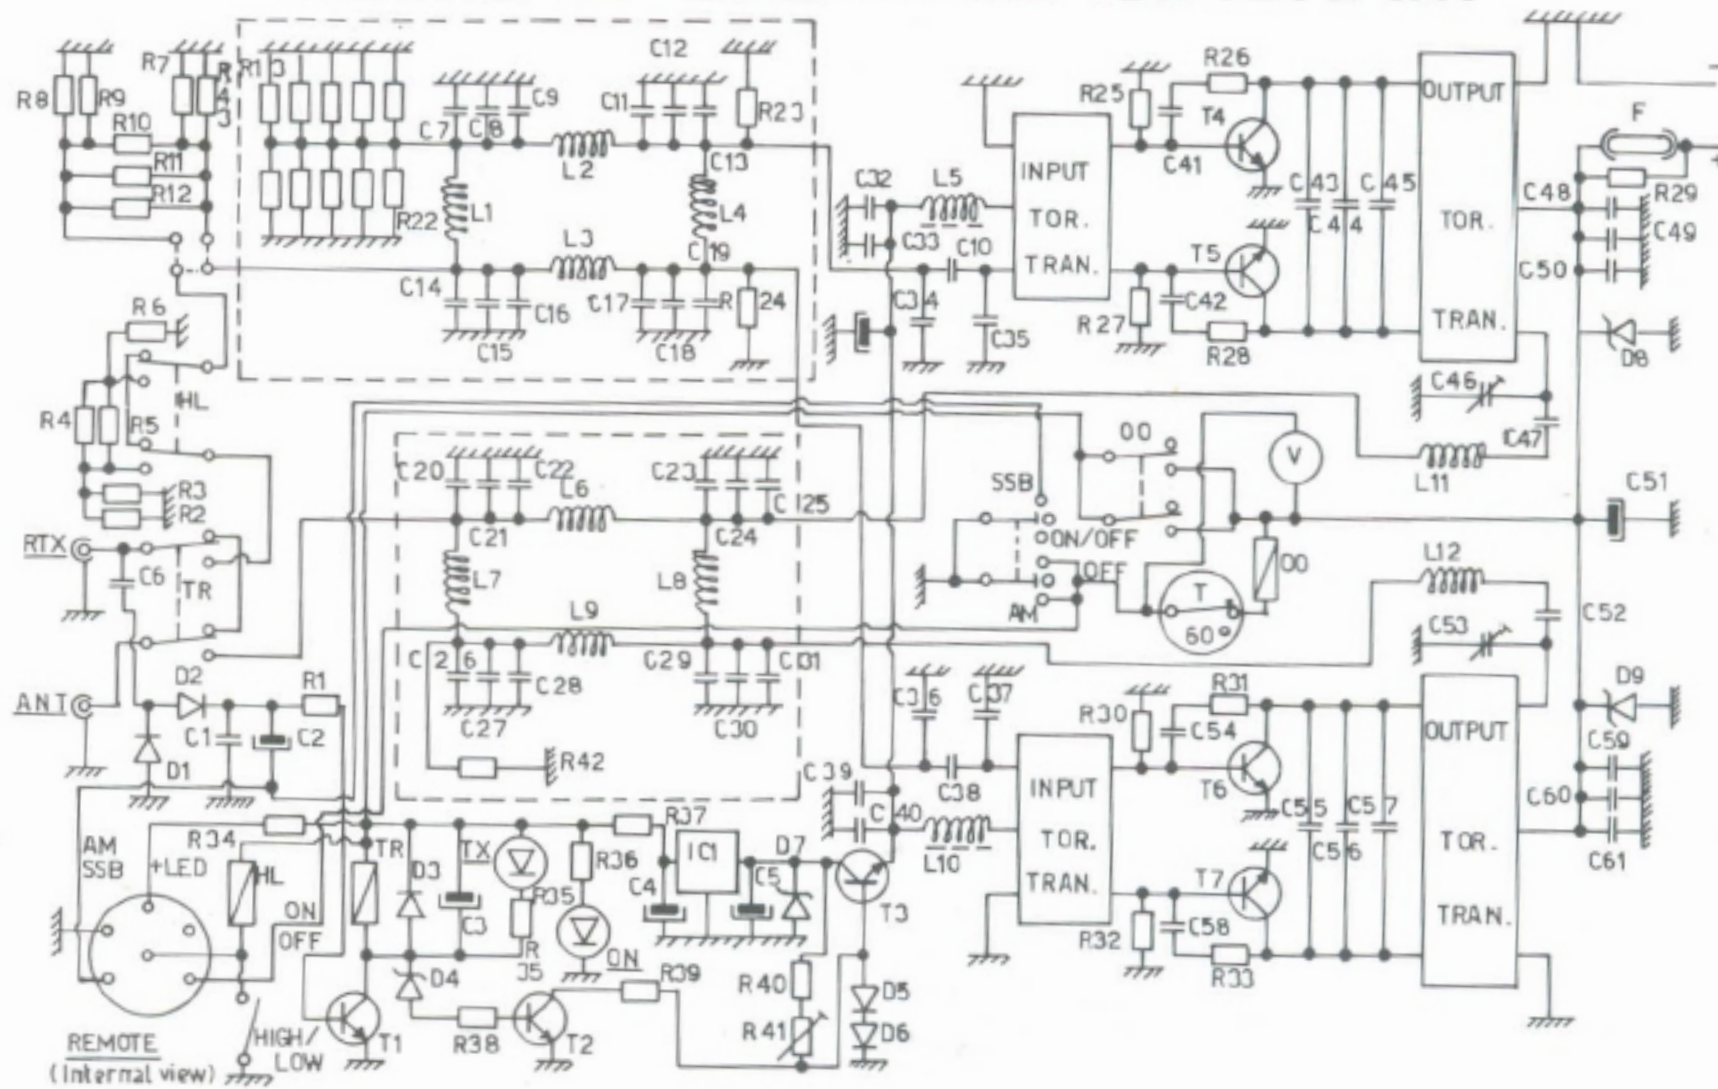 R8
R9
R7
R10
R11
R12
R22
C7
C8
C9
L2
C11
C12
C13
R23
L1
L4
L3
C14
C15
C16
C17
C18
C19
R 24
R6
HL
R4
R5
R3
R2
RTX
C6
TR
ANT
D2
R1
C1
C2
D1
C20
C21
C22
L6
C23
C24
C 25
L7
L8
L9
C26
C27
C28
C29
C30
C31
R42
C32
L5
C33
C10
C34
C35
INPUT
TOR.
TRAN.
R25
C41
R26
T4
T5
R27
C42
R28
C43
C44
C45
OUTPUT
TOR.
TRAN.
F
R29
C48
C49
C50
D8
C46
C47
L11
OO
V
SSB
ON/OFF
OFF
AM
OO
T
60°
C51
L12
C52
C53
D9
C59
C60
C61
C36
C37
C38
C39
C40
L10
INPUT
TOR.
TRAN.
R30
C54
R31
T6
T7
R32
C58
R33
C55
C56
C57
OUTPUT
TOR.
TRAN.
R34
AM
SSB
+LED
HL
ON
OFF
TR
D3
C3
TX
R35
R36
R37
IC1
C4
C5
D7
T3
ON
D4
R
J5
R38
R39
R40
R41
D5
D6
T1
T2
HIGH/
LOW
REMOTE
(Internal view)